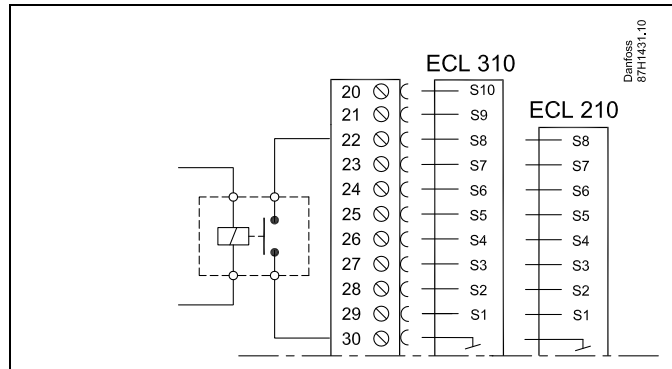 Danfoss
87H1431.10
ECL 310
ECL 210
20 S10
21 S9
22 S8 S8
23 S7 S7
24 S6 S6
25 S5 S5
26 S4 S4
27 S3 S3
28 S2 S2
29 S1 S1
30